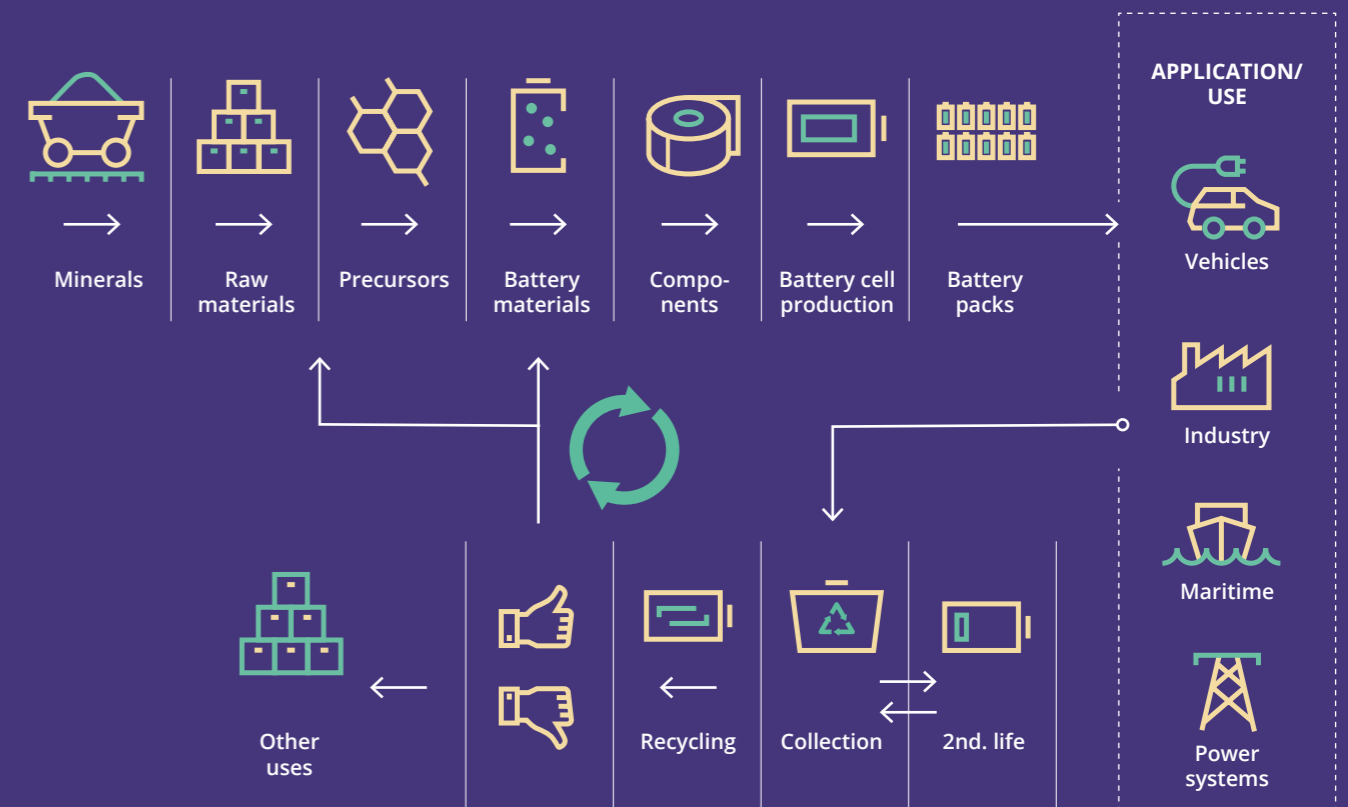 APPLICATION/
USE
Minerals
Raw
materials
Precursors
Battery
materials
Compo-
nents
Battery cell
production
Battery
packs
Vehicles
Industry
Maritime
Power
systems
Other
uses
Recycling
Collection
2nd. life